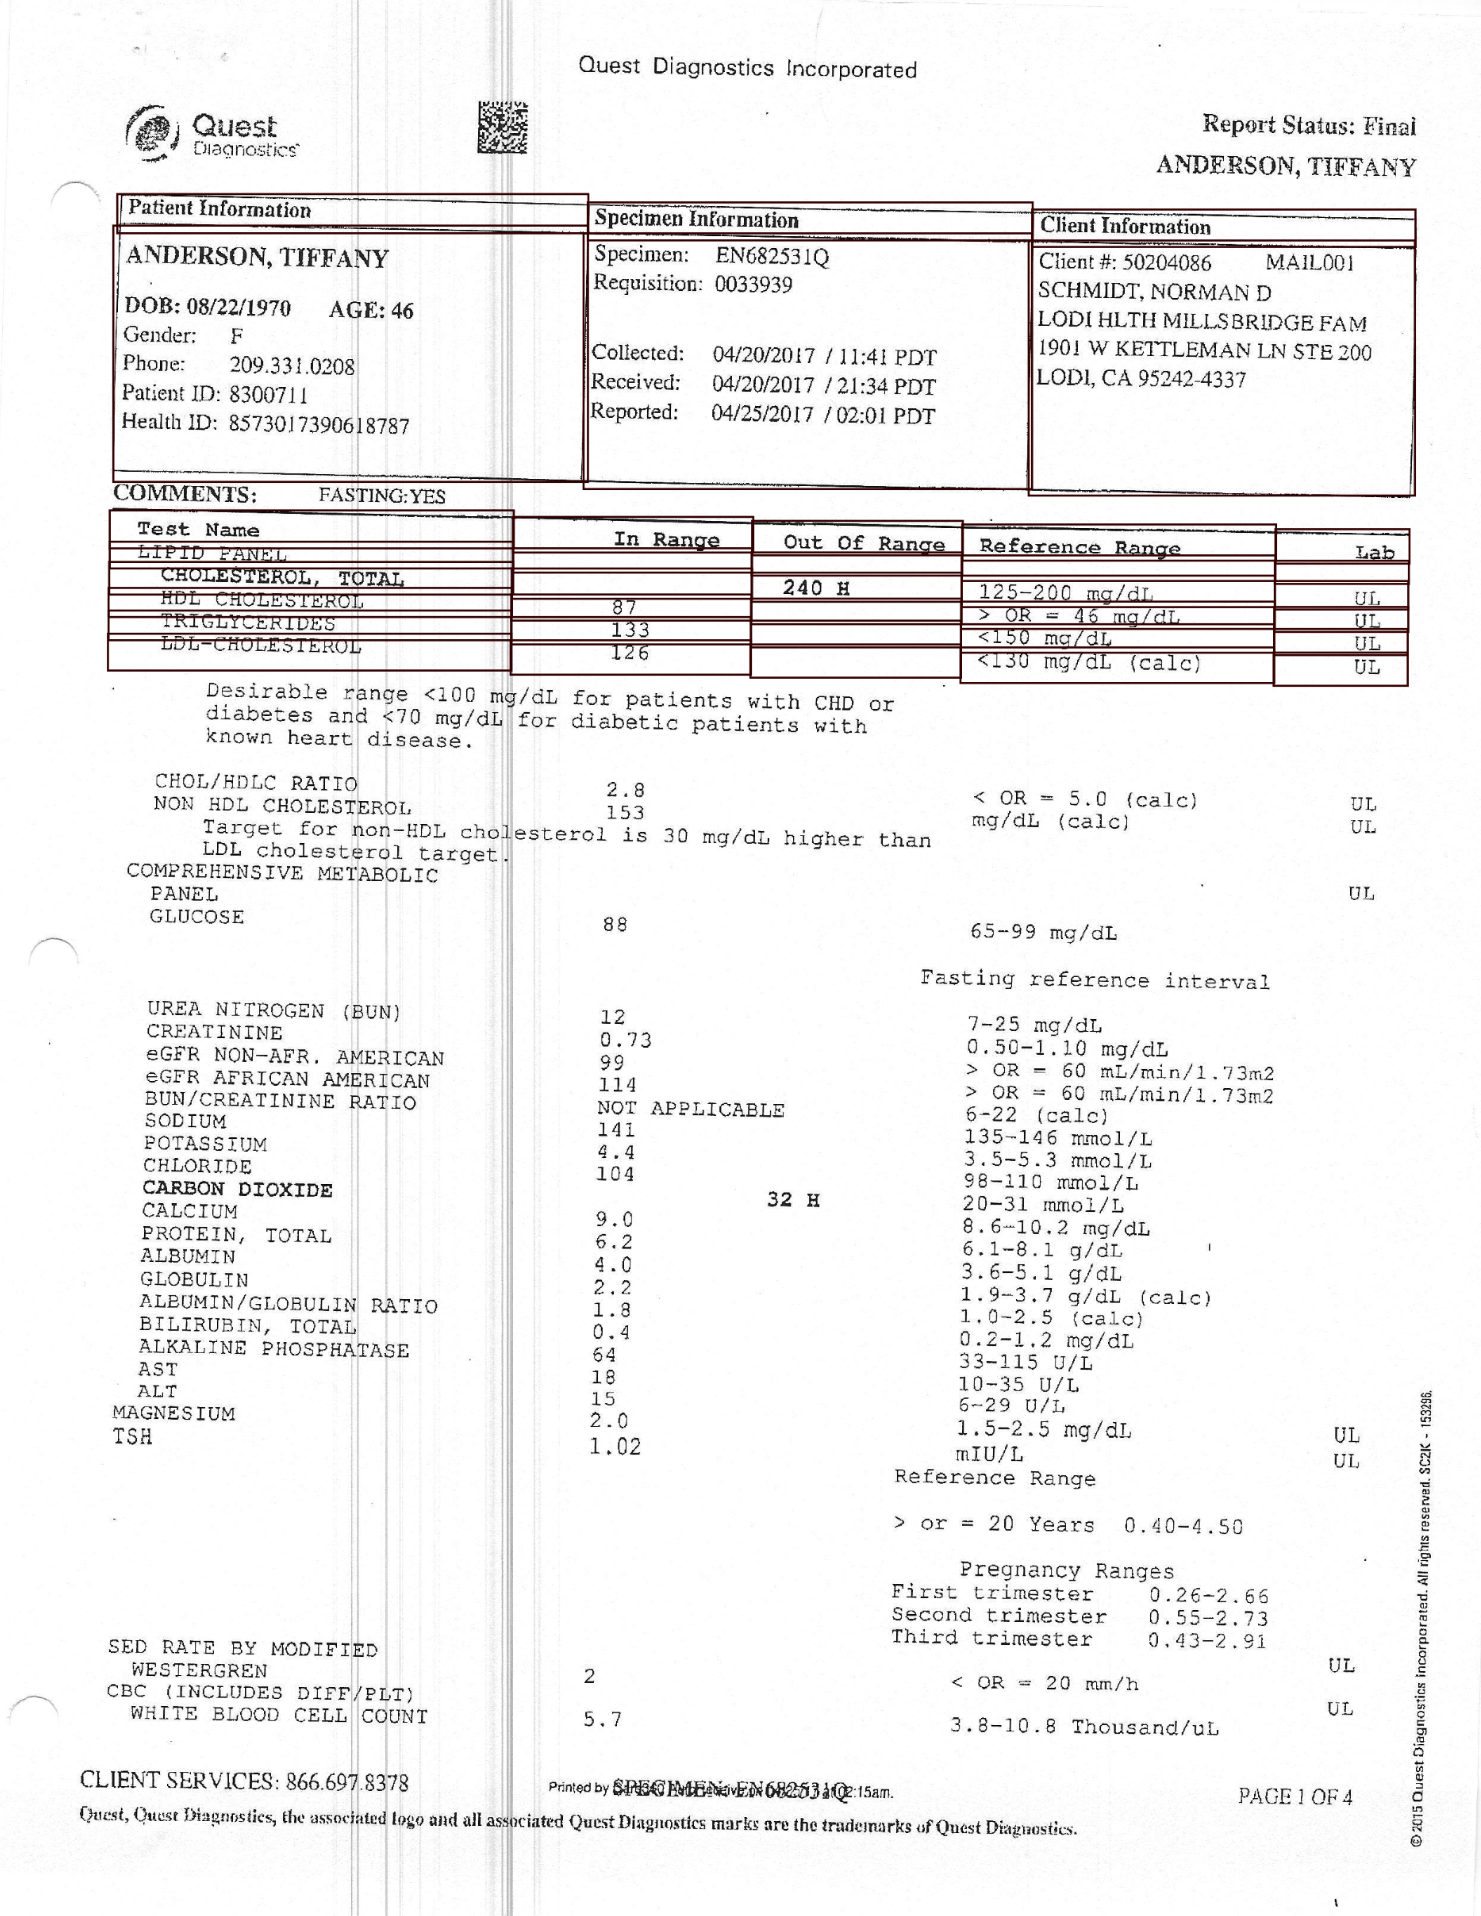 Quest Diagnostics Incorporated
Quest
Diagnostics
Report Status: Final
ANDERSON, TIFFANY
Patient Information
ANDERSON, TIFFANY
DOB: 08/22/1970 AGE: 46
Gender: F
Phone: 209.331.0208
Patient ID: 8300711
Health ID: 8573017390618787
Specimen Information
Specimen: EN682531Q
Requisition: 0033939
Collected: 04/20/2017 / 11:41 PDT
Received: 04/20/2017 / 21:34 PDT
Reported: 04/25/2017 / 02:01 PDT
Client Information
Client #: 50204086 MAIL001
SCHMIDT, NORMAN D
LODI HLTH MILLSBRIDGE FAM
1901 W KETTLEMAN LN STE 200
LODI, CA 95242-4337
COMMENTS: FASTING:YES
Test Name In Range Out Of Range Reference Range Lab
LIPID PANEL
CHOLESTEROL, TOTAL 240 H 125-200 mg/dL UL
HDL CHOLESTEROL 87 > OR = 46 mg/dL UL
TRIGLYCERIDES 133 <150 mg/dL UL
LDL-CHOLESTEROL 126 <130 mg/dL (calc) UL
Desirable range <100 mg/dL for patients with CHD or
diabetes and <70 mg/dL for diabetic patients with
known heart disease.
CHOL/HDLC RATIO 2.8 < OR = 5.0 (calc) UL
NON HDL CHOLESTEROL 153 mg/dL (calc) UL
Target for non-HDL cholesterol is 30 mg/dL higher than
LDL cholesterol target.
COMPREHENSIVE METABOLIC
PANEL UL
GLUCOSE 88 65-99 mg/dL
Fasting reference interval
UREA NITROGEN (BUN) 12 7-25 mg/dL
CREATININE 0.73 0.50-1.10 mg/dL
eGFR NON-AFR. AMERICAN 99 > OR = 60 mL/min/1.73m2
eGFR AFRICAN AMERICAN 114 > OR = 60 mL/min/1.73m2
BUN/CREATININE RATIO NOT APPLICABLE 6-22 (calc)
SODIUM 141 135-146 mmol/L
POTASSIUM 4.4 3.5-5.3 mmol/L
CHLORIDE 104 98-110 mmol/L
CARBON DIOXIDE 32 H 20-31 mmol/L
CALCIUM 9.0 8.6-10.2 mg/dL
PROTEIN, TOTAL 6.2 6.1-8.1 g/dL
ALBUMIN 4.0 3.6-5.1 g/dL
GLOBULIN 2.2 1.9-3.7 g/dL (calc)
ALBUMIN/GLOBULIN RATIO 1.8 1.0-2.5 (calc)
BILIRUBIN, TOTAL 0.4 0.2-1.2 mg/dL
ALKALINE PHOSPHATASE 64 33-115 U/L
AST 18 10-35 U/L
ALT 15 6-29 U/L
MAGNESIUM 2.0 1.5-2.5 mg/dL UL
TSH 1.02 mIU/L UL
Reference Range
> or = 20 Years 0.40-4.50
Pregnancy Ranges
First trimester 0.26-2.66
Second trimester 0.55-2.73
Third trimester 0.43-2.91
SED RATE BY MODIFIED
WESTERGREN 2 < OR = 20 mm/h UL
CBC (INCLUDES DIFF/PLT) UL
WHITE BLOOD CELL COUNT 5.7 3.8-10.8 Thousand/uL
CLIENT SERVICES: 866.697.8378
SPECIMEN: EN682531Q
Printed by
2:15am.
PAGE 1 OF 4
Quest, Quest Diagnostics, the associated logo and all associated Quest Diagnostics marks are the trademarks of Quest Diagnostics.
© 2015 Quest Diagnostics Incorporated. All rights reserved. SC2K - 153296.